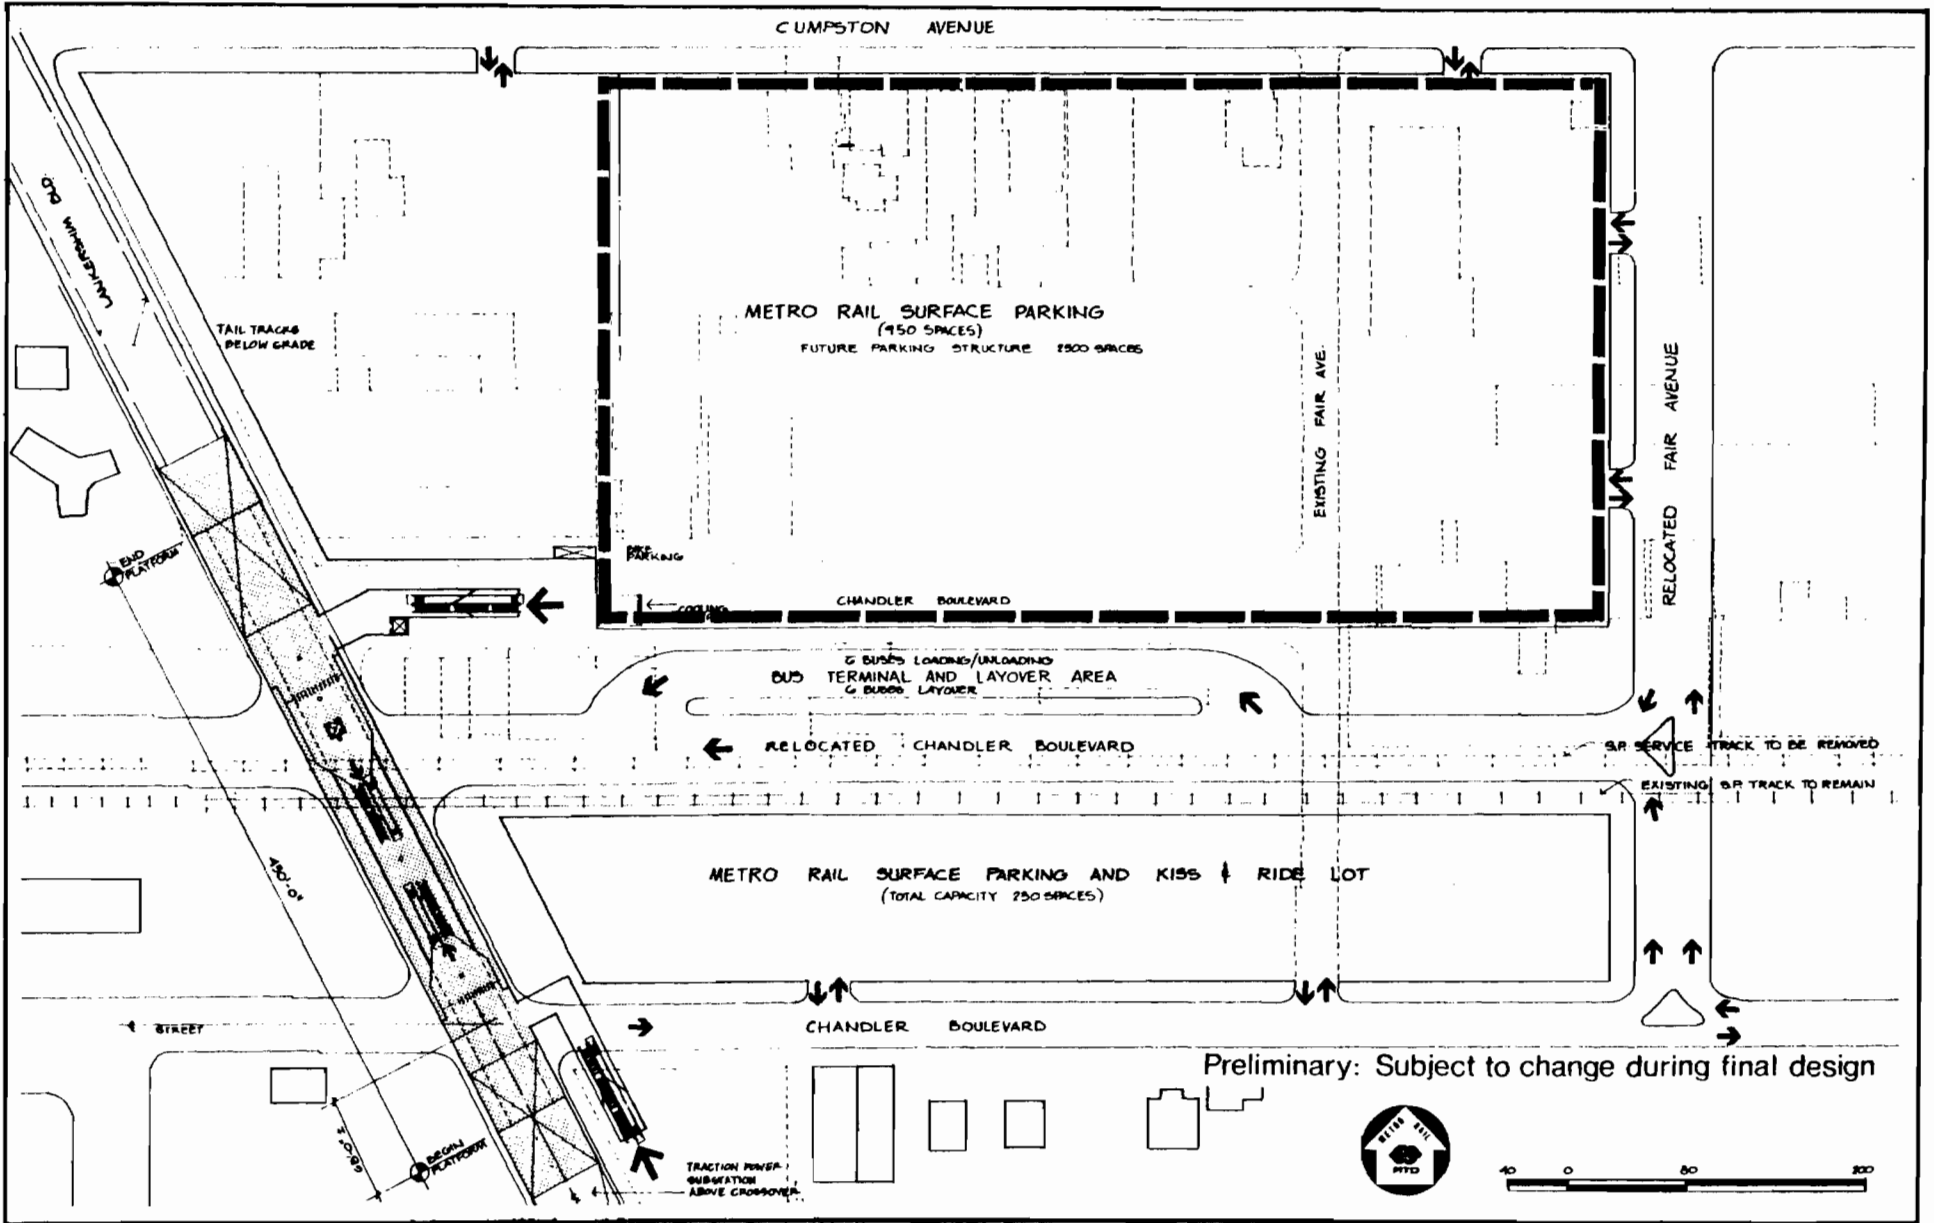 CUMPSTON AVENUE
LANKERSHIM BLD
TAIL TRACKS
BELOW GRADE
METRO RAIL SURFACE PARKING
(950 SPACES)
FUTURE PARKING STRUCTURE 2500 SPACES
EXISTING FAIR AVE.
RELOCATED FAIR AVENUE
END
PLATFORM
BIKE
PARKING
COOLING
CHANDLER BOULEVARD
6 BUSES LOADING/UNLOADING
BUS TERMINAL AND LAYOVER AREA
6 BUSES LAYOVER
RELOCATED CHANDLER BOULEVARD
S.P. SERVICE TRACK TO BE REMOVED
EXISTING S.P. TRACK TO REMAIN
450'-0"
METRO RAIL SURFACE PARKING AND KISS & RIDE LOT
(TOTAL CAPACITY 250 SPACES)
STREET
CHANDLER BOULEVARD
Preliminary: Subject to change during final design
BEGIN
PLATFORM
TRACTION POWER
SUBSTATION
ABOVE CROSSOVER
METRO RAIL
RTD
40 0 80 200